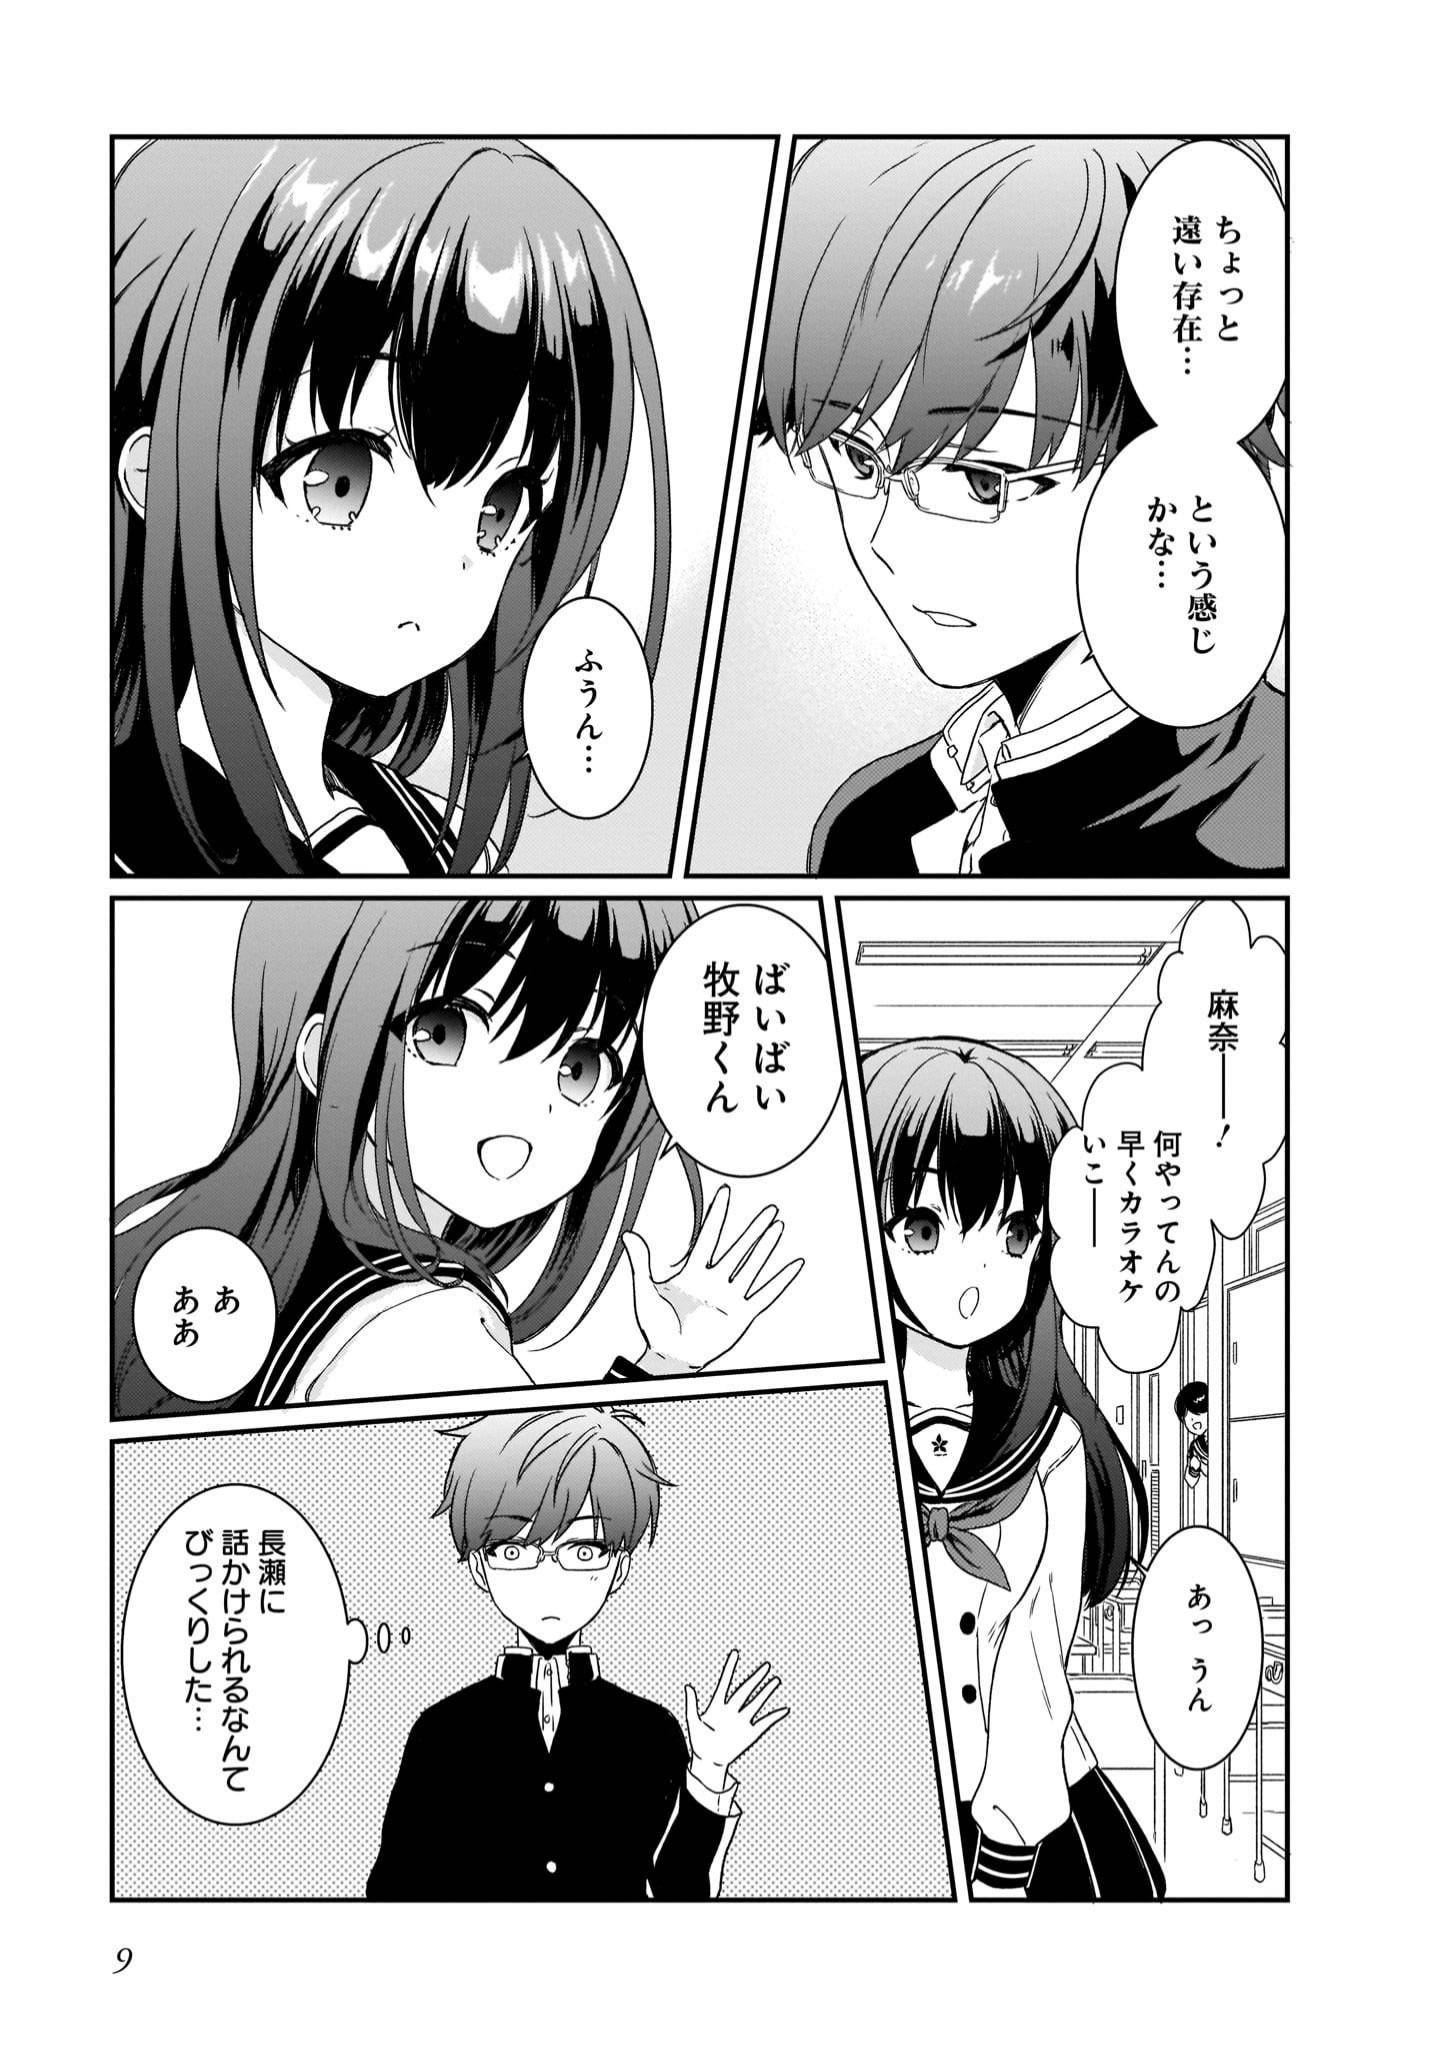 ちょっと
遠い存在…
という感じ
かな…
ふうん…
麻奈──！
何やってんの
早くカラオケ
いこ──
あっ うん
ばいばい
牧野くん
あ
ああ
長瀬に
話かけられるなんて
びっくりした…
9